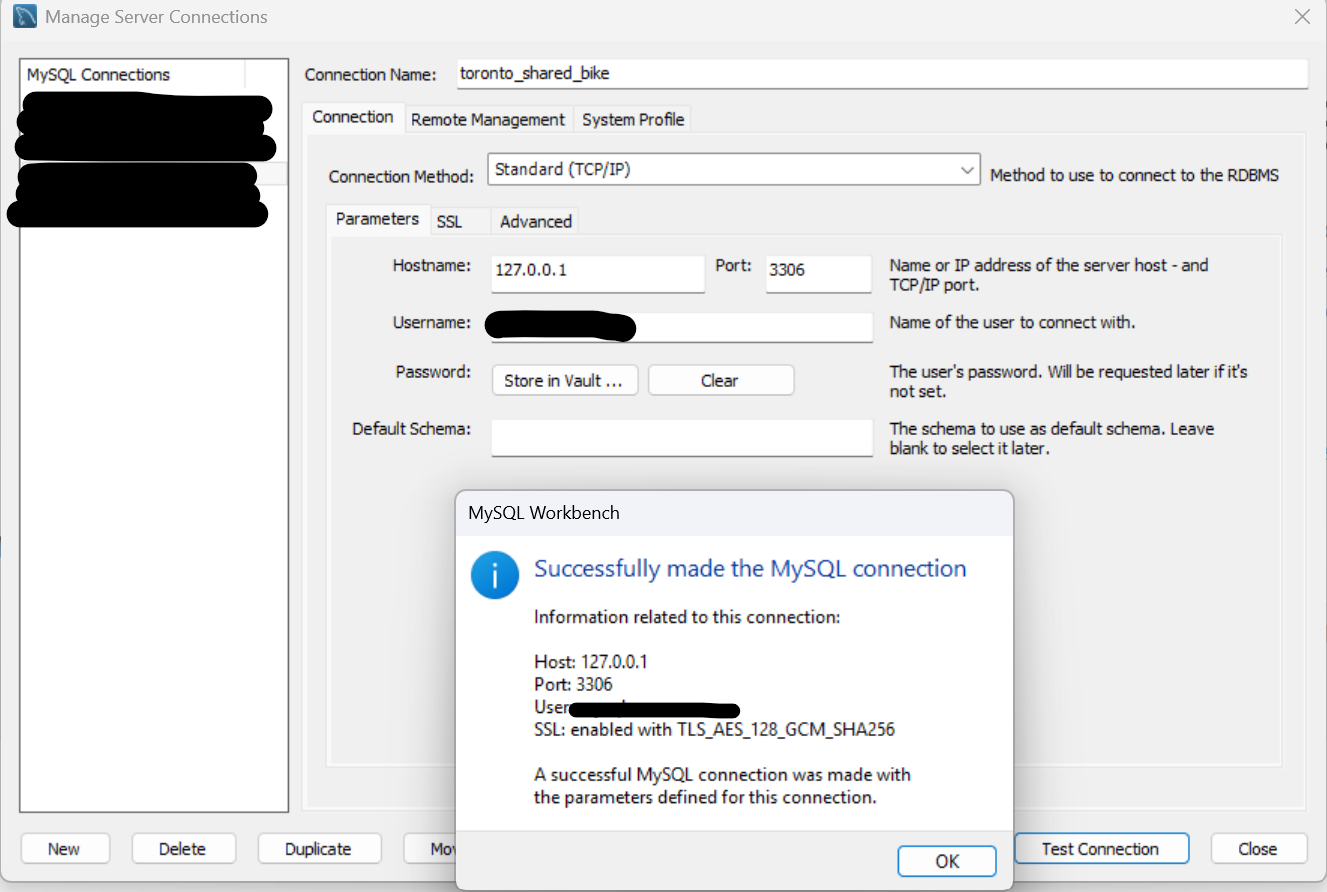 Manage Server Connections
MySQL Connections
Connection Name: toronto_shared_bike
Connection Remote Management System Profile
Connection Method: Standard (TCP/IP) Method to use to connect to the RDBMS
Parameters SSL Advanced
Hostname: 127.0.0.1 Port: 3306 Name or IP address of the server host - and
TCP/IP port.
Username: Name of the user to connect with.
Password: Store in Vault ... Clear The user's password. Will be requested later if it's
not set.
Default Schema: The schema to use as default schema. Leave
blank to select it later.
MySQL Workbench
i
Successfully made the MySQL connection
Information related to this connection:
Host: 127.0.0.1
Port: 3306
User
SSL: enabled with TLS_AES_128_GCM_SHA256
A successful MySQL connection was made with
the parameters defined for this connection.
OK
New Delete Duplicate Mov Test Connection Close